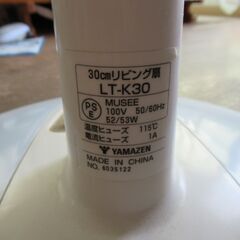 30cmリビング扇
LT-K30
PSE
MUSEE
100V 50/60Hz
52/53W
温度ヒューズ 115℃
電流ヒューズ 1A
YAMAZEN
MADE IN CHINA
NO. 6035122